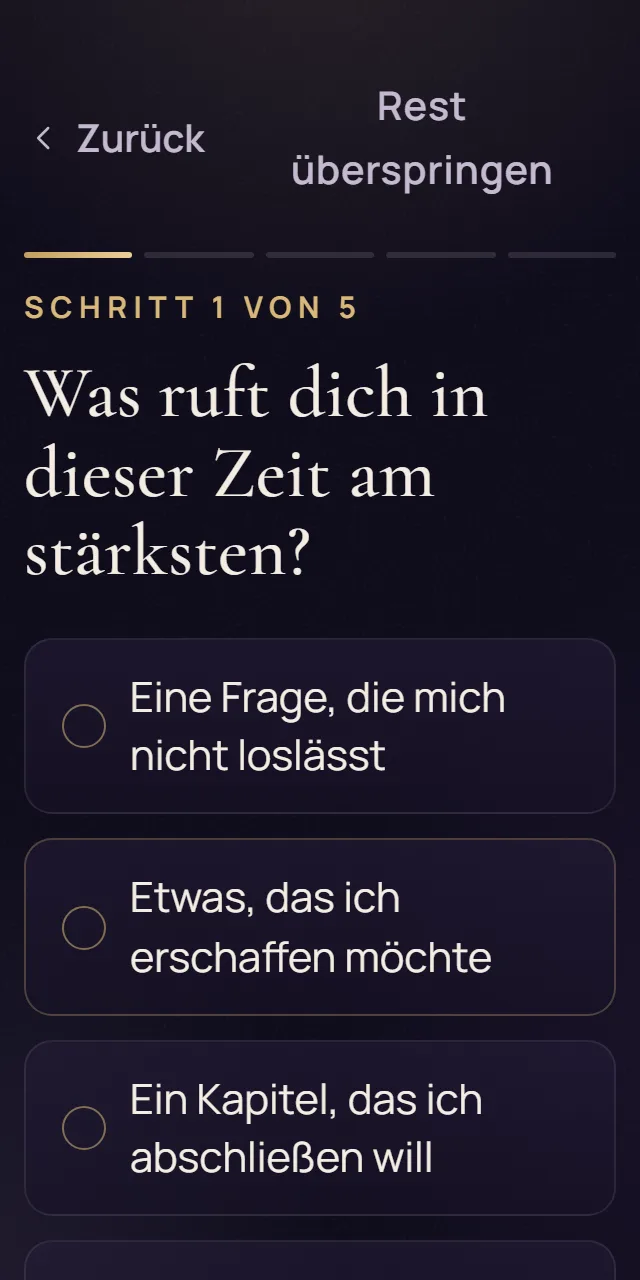 Zurück
Rest
überspringen
SCHRITT 1 VON 5
Was ruft dich in
dieser Zeit am
stärksten?
Eine Frage, die mich
nicht loslässt
Etwas, das ich
erschaffen möchte
Ein Kapitel, das ich
abschließen will